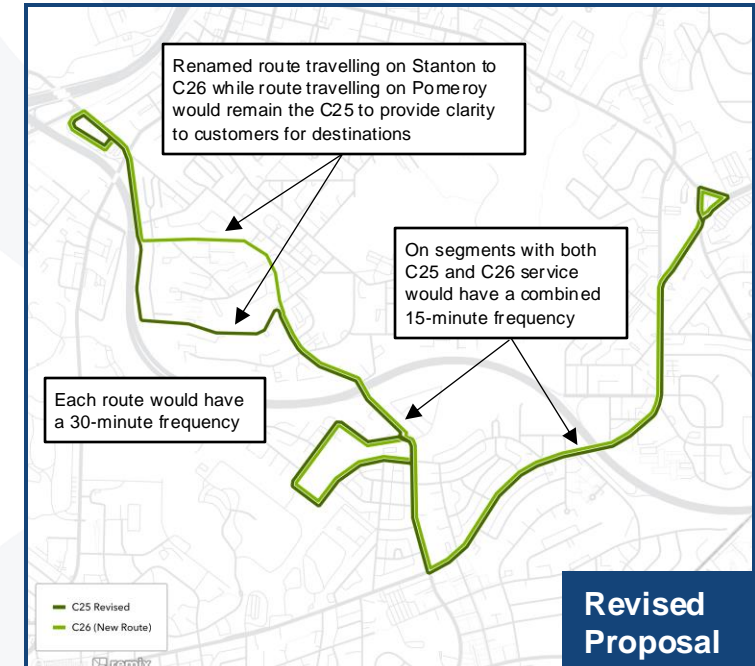 Renamed route travelling on Stanton to
C26 while route travelling on Pomeroy
would remain the C25 to provide clarity
to customers for destinations
On segments with both
C25 and C26 service
would have a combined
15-minute frequency
Each route would have
a 30-minute frequency
C25 Revised
C26 (New Route)
remix
Revised
Proposal